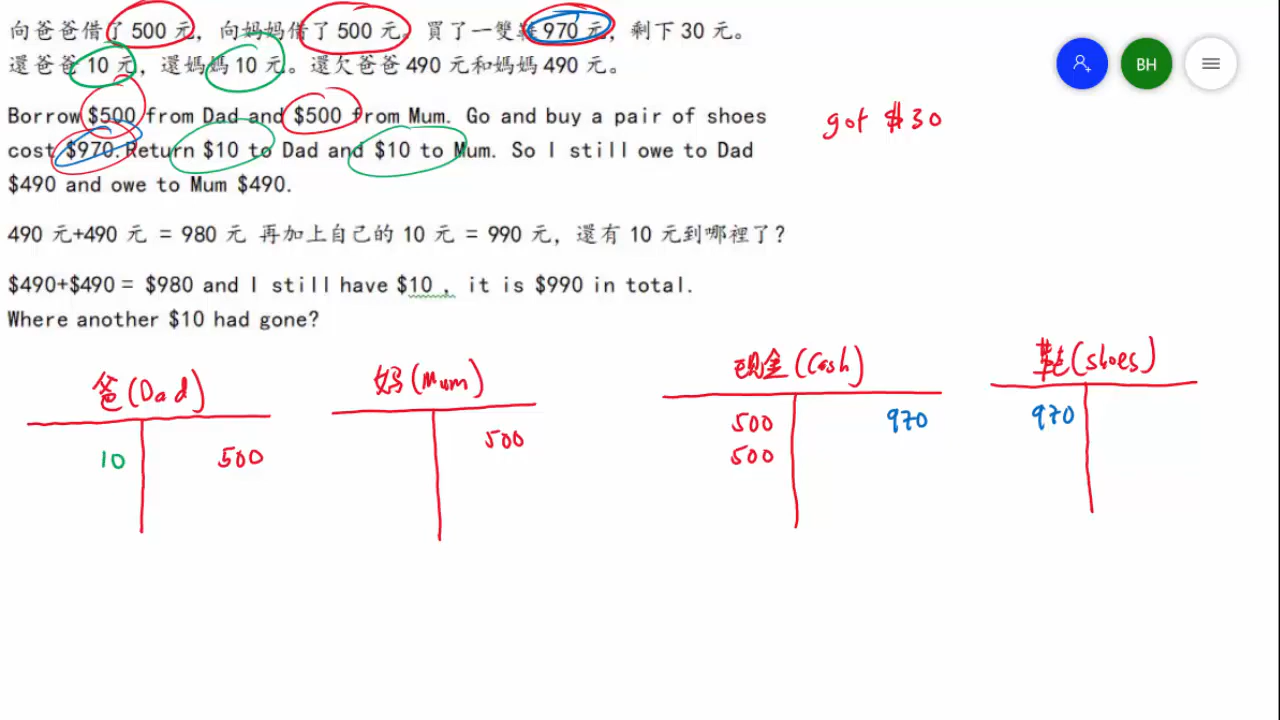 向爸爸借了 500 元，向妈妈借了 500 元。買了一雙鞋 970 元，剩下 30 元。
還爸爸 10 元，還媽媽 10 元。還欠爸爸 490 元和媽媽 490 元。
Borrow $500 from Dad and $500 from Mum. Go and buy a pair of shoes
cost $970. Return $10 to Dad and $10 to Mum. So I still owe to Dad
$490 and owe to Mum $490.
got $30
490 元+490 元 = 980 元 再加上自己的 10 元 = 990 元，還有 10 元到哪裡了？
$490+$490 = $980 and I still have $10 , it is $990 in total.
Where another $10 had gone?
BH
爸(Dad) 妈(Mum) 现金(Cash) 鞋(shoes)
10 500 500 500 970 970
500